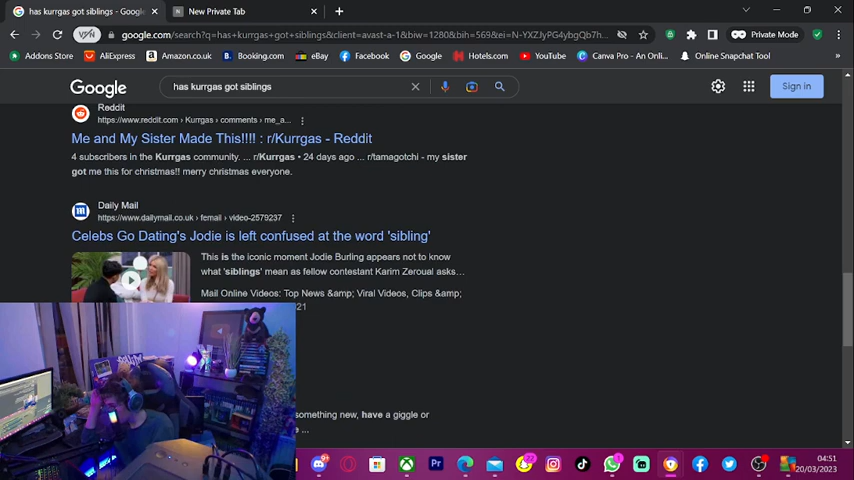 has kurrgas got siblings - Goog
New Private Tab
VPN
google.com/search?q=has+kurrgas+got+siblings&client=avast-a-1&biw=1280&bih=569&ei=N-YXZJyPG4ybgQb7h...
Private Mode
Addons Store
AliExpress
Amazon.co.uk
Booking.com
eBay
Facebook
Google
Hotels.com
YouTube
Canva Pro - An Onli...
Online Snapchat Tool
Google
has kurrgas got siblings
Sign in
Reddit
https://www.reddit.com › Kurrgas › comments › me_a...
Me and My Sister Made This!!!! : r/Kurrgas - Reddit
4 subscribers in the Kurrgas community. ... r/Kurrgas • 24 days ago ... r/tamagotchi - my sister
got me this for christmas!! merry christmas everyone.
Daily Mail
https://www.dailymail.co.uk › femail › video-2579237
Celebs Go Dating's Jodie is left confused at the word 'sibling'
This is the iconic moment Jodie Burling appears not to know
what 'siblings' mean as fellow contestant Karim Zeroual asks...
Mail Online Videos: Top News &amp; Viral Videos, Clips &amp;
21
something new, have a giggle or
...
9+
Pr
22
1
04:51
20/03/2023